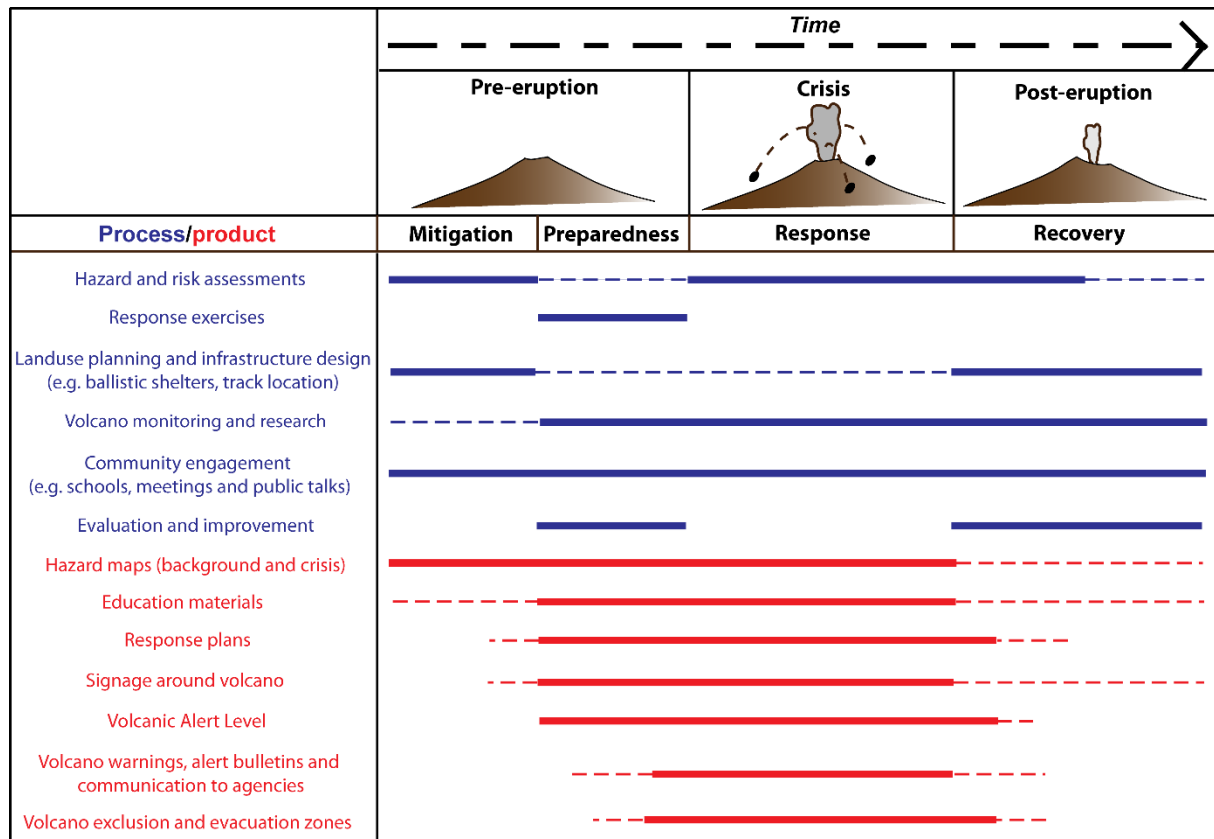 Time
Pre-eruption
Crisis
Post-eruption
Process/product
Mitigation
Preparedness
Response
Recovery
Hazard and risk assessments
Response exercises
Landuse planning and infrastructure design
(e.g. ballistic shelters, track location)
Volcano monitoring and research
Community engagement
(e.g. schools, meetings and public talks)
Evaluation and improvement
Hazard maps (background and crisis)
Education materials
Response plans
Signage around volcano
Volcanic Alert Level
Volcano warnings, alert bulletins and
communication to agencies
Volcano exclusion and evacuation zones